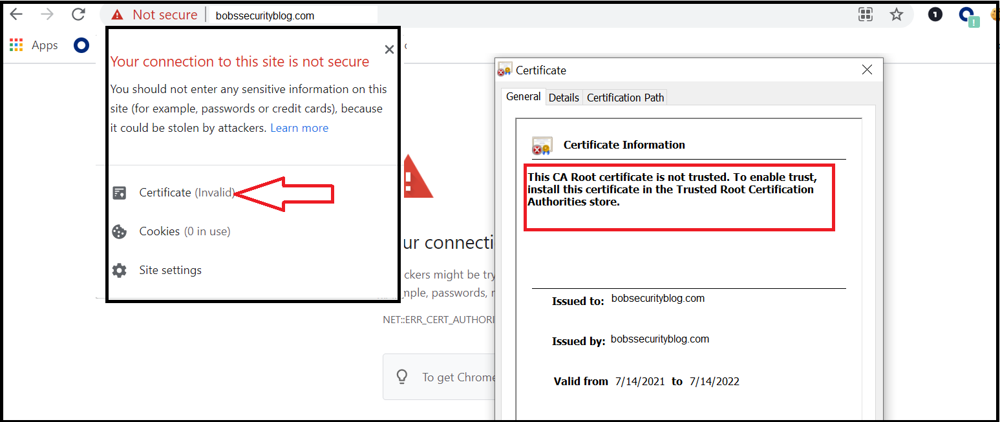 Not secure
bobssecurityblog.com
Apps
Your connection to this site is not secure
You should not enter any sensitive information on this
site (for example, passwords or credit cards), because
it could be stolen by attackers. Learn more
Certificate (Invalid)
Cookies (0 in use)
Site settings
ur connecti
ckers might be try
mple, passwords,
NET::ERR_CERT_AUTHORI
To get Chrome
Certificate
General Details Certification Path
Certificate Information
This CA Root certificate is not trusted. To enable trust,
install this certificate in the Trusted Root Certification
Authorities store.
Issued to: bobsecurityblog.com
Issued by: bobssecurityblog.com
Valid from 7/14/2021 to 7/14/2022